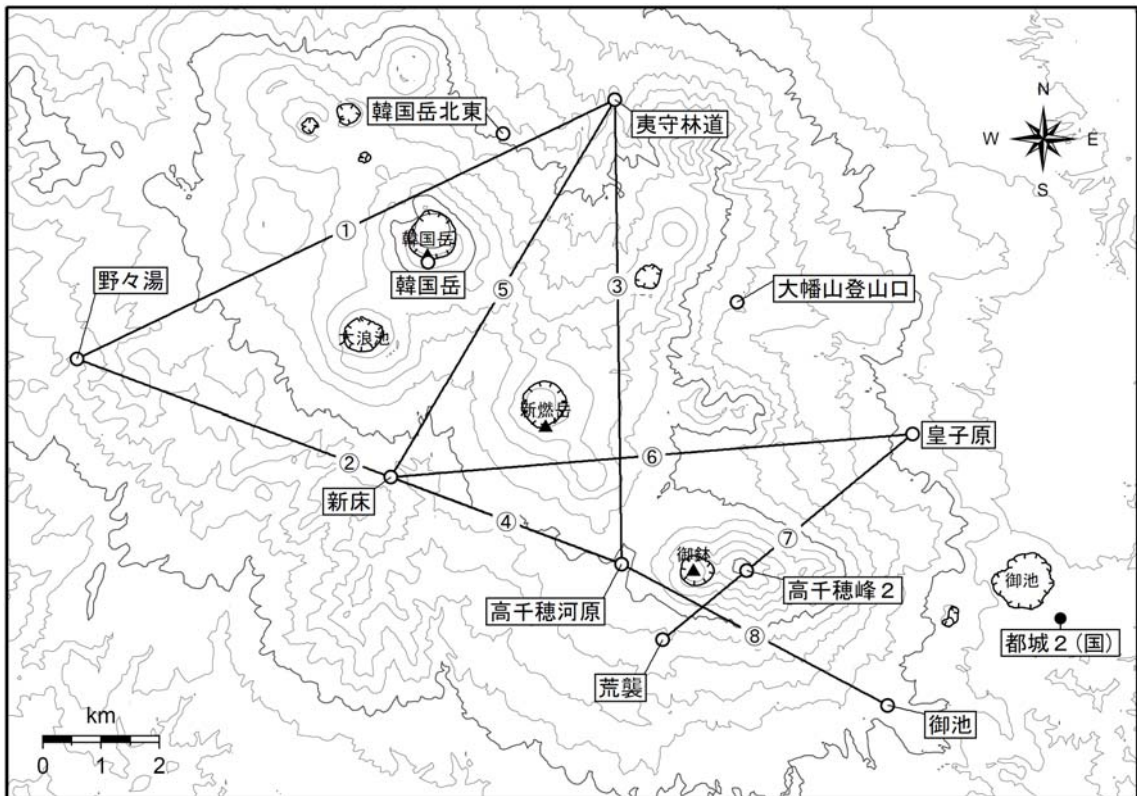 韓国岳北東
夷守林道
N
W
E
S
①
韓国岳
韓国岳
野々湯
⑤
③
大幡山登山口
大浪池
新燃岳
皇子原
②
⑥
新床
④
⑦
御鉢
高千穂峰2
御池
高千穂河原
⑧
都城2(国)
荒襲
御池
km
0
1
2